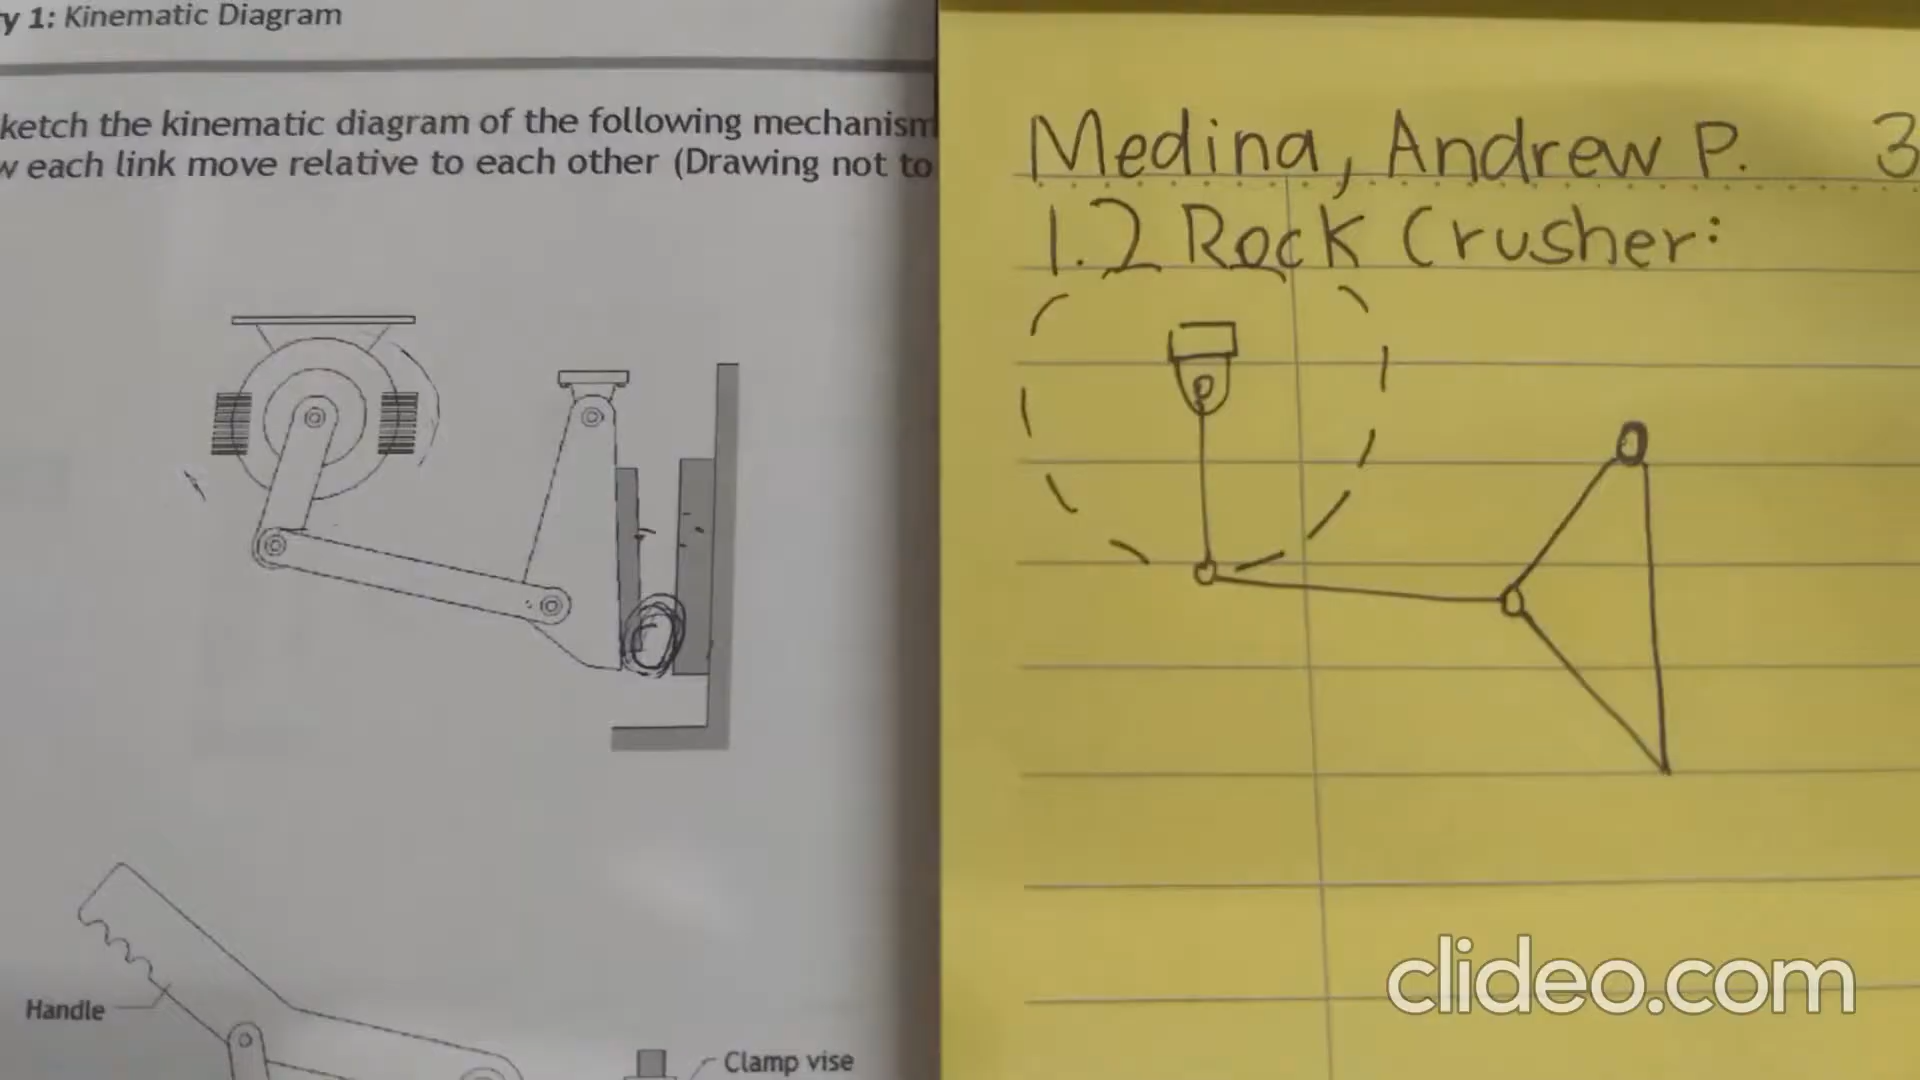 y 1: Kinematic Diagram
ketch the kinematic diagram of the following mechanism
w each link move relative to each other (Drawing not to
Handle
Clamp vise
Medina, Andrew P. 3
1.2 Rock Crusher:
clideo.com